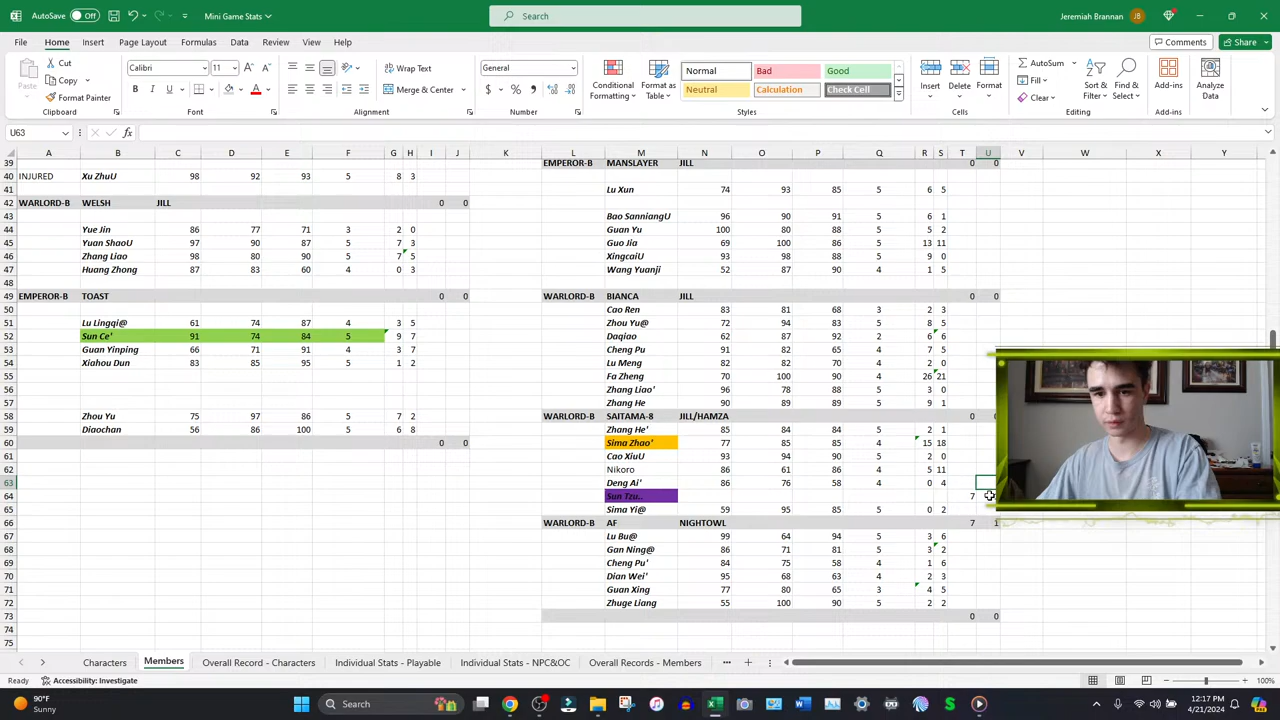 AutoSave Off Mini Game Stats Search Jeremiah Brannan JB
File Home Insert Page Layout Formulas Data Review View Help Comments Share
Paste Cut Copy Format Painter Clipboard
Calibri 11 A A B I U A Font
Wrap Text Merge & Center Alignment
General $ % Number
Conditional Formatting Format as Table Normal Bad Good Neutral Calculation Check Cell Styles
Insert Delete Format Cells
AutoSum Fill Clear Sort & Filter Find & Select Editing
Add-ins Add-ins Analyze Data
U63 fx
A B C D E F G H I J K L M N O P Q R S T U V W X Y
39 EMPEROR-B MANSLAYER JILL 0 0
40 INJURED Xu ZhuU 98 92 93 5 8 3
41 Lu Xun 74 93 85 5 6 5
42 WARLORD-B WELSH JILL 0 0
43 Bao SanniangU 96 90 91 5 6 1
44 Yue Jin 86 77 71 3 2 0 Guan Yu 100 80 88 5 5 2
45 Yuan ShaoU 97 90 87 5 7 3 Guo Jia 69 100 86 5 13 11
46 Zhang Liao 98 80 90 5 7 5 XingcaiU 93 98 88 5 9 0
47 Huang Zhong 87 83 60 4 0 3 Wang Yuanji 52 87 90 4 1 5
48
49 EMPEROR-B TOAST 0 0 WARLORD-B BIANCA JILL 0 0
50 Cao Ren 83 81 68 3 2 3
51 Lu Lingqi@ 61 74 87 4 3 5 Zhou Yu@ 72 94 83 5 8 5
52 Sun Ce' 91 74 84 5 9 7 Daqiao 62 87 92 2 6 6
53 Guan Yinping 66 71 91 4 3 7 Cheng Pu 81 92 65 4 7 5
54 Xiahou Dun 83 85 95 5 1 2 Lu Meng 82 82 70 4 2 0
55 Fa Zheng 70 100 90 4 26 21
56 Zhang Liao' 96 78 88 5 3 0
57 Zhang He 90 89 87 5 9 1
58 Zhou Yu 75 97 86 5 7 2 WARLORD-B SAITAMA-8 JILL/HAMZA 0
59 Diaochan 56 86 100 5 6 8 Zhang He' 85 84 84 5 2 1
60 0 0 Sima Zhao' 77 85 85 4 15 18
61 Cao XiuU 93 94 90 5 2 0
62 Nikoro 86 61 86 4 5 11
63 Deng Ai' 86 76 58 4 0 4
64 Sun Tzu.. 7
65 Sima Yi@ 59 95 85 5 0 2
66 WARLORD-B AF NIGHTOWL 7 1
67 Lu Bu@ 99 64 94 5 3 6
68 Gan Ning@ 86 71 81 5 3 2
69 Cheng Pu' 84 75 58 4 1 6
70 Dian Wei' 95 68 63 4 2 3
71 Guan Xing 77 80 65 3 4 5
72 Zhuge Liang 55 100 90 5 2 2
73 0 0
74
75
Characters Members Overall Record - Characters Individual Stats - Playable Individual Stats - NPC&OC Overall Records - Members
Ready Accessibility: Investigate 100%
90°F Sunny Search 12:17 PM 4/21/2024